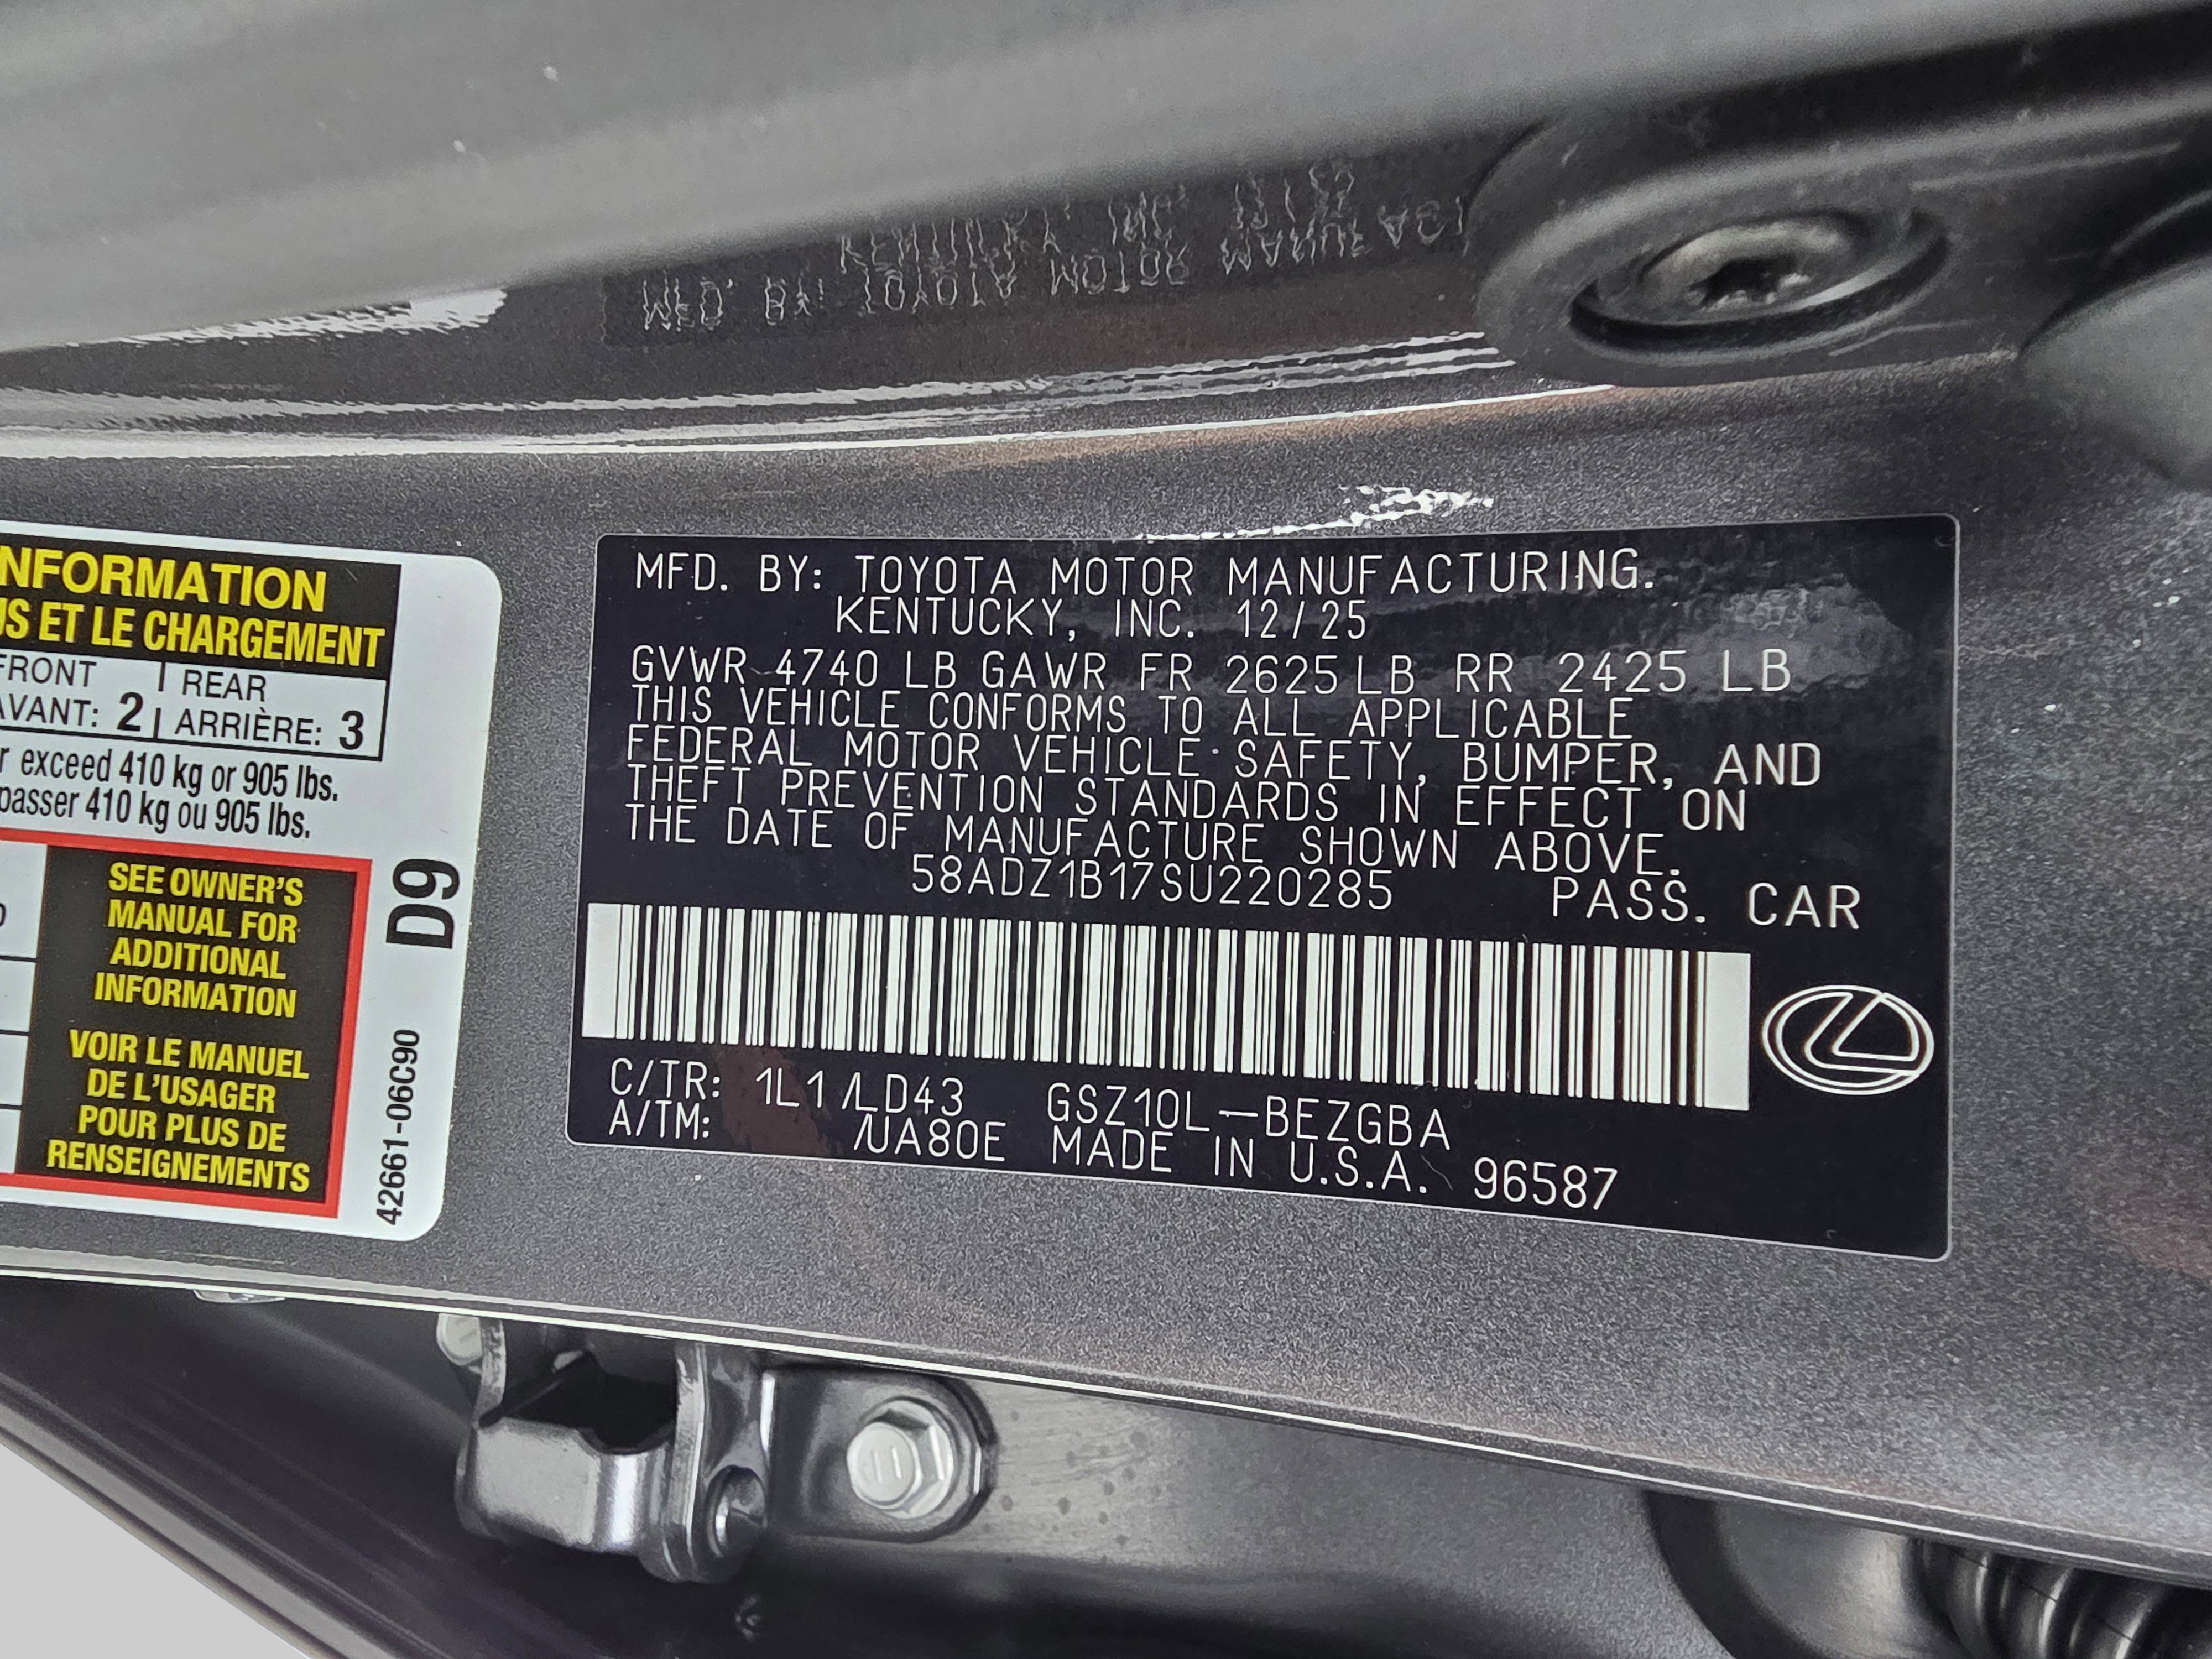 NFORMATION
US ET LE CHARGEMENT
FRONT
AVANT: 2
REAR
ARRIÈRE: 3
r exceed 410 kg or 905 lbs.
passer 410 kg ou 905 lbs.
SEE OWNER'S
MANUAL FOR
ADDITIONAL
INFORMATION
VOIR LE MANUEL
DE L'USAGER
POUR PLUS DE
RENSEIGNEMENTS
D9
42661-06C90
MFD. BY: TOYOTA MOTOR MANUFACTURING.
KENTUCKY, INC. 12/25
GVWR 4740 LB GAWR FR 2625 LB RR 2425 LB
THIS VEHICLE CONFORMS TO ALL APPLICABLE
FEDERAL MOTOR VEHICLE SAFETY, BUMPER, AND
THEFT PREVENTION STANDARDS IN EFFECT ON
THE DATE OF MANUFACTURE SHOWN ABOVE.
58ADZ1B17SU220285 PASS. CAR
C/TR: 1L1 /LD43 GSZ10L-BEZGBA
A/TM: /UA80E MADE IN U.S.A. 96587